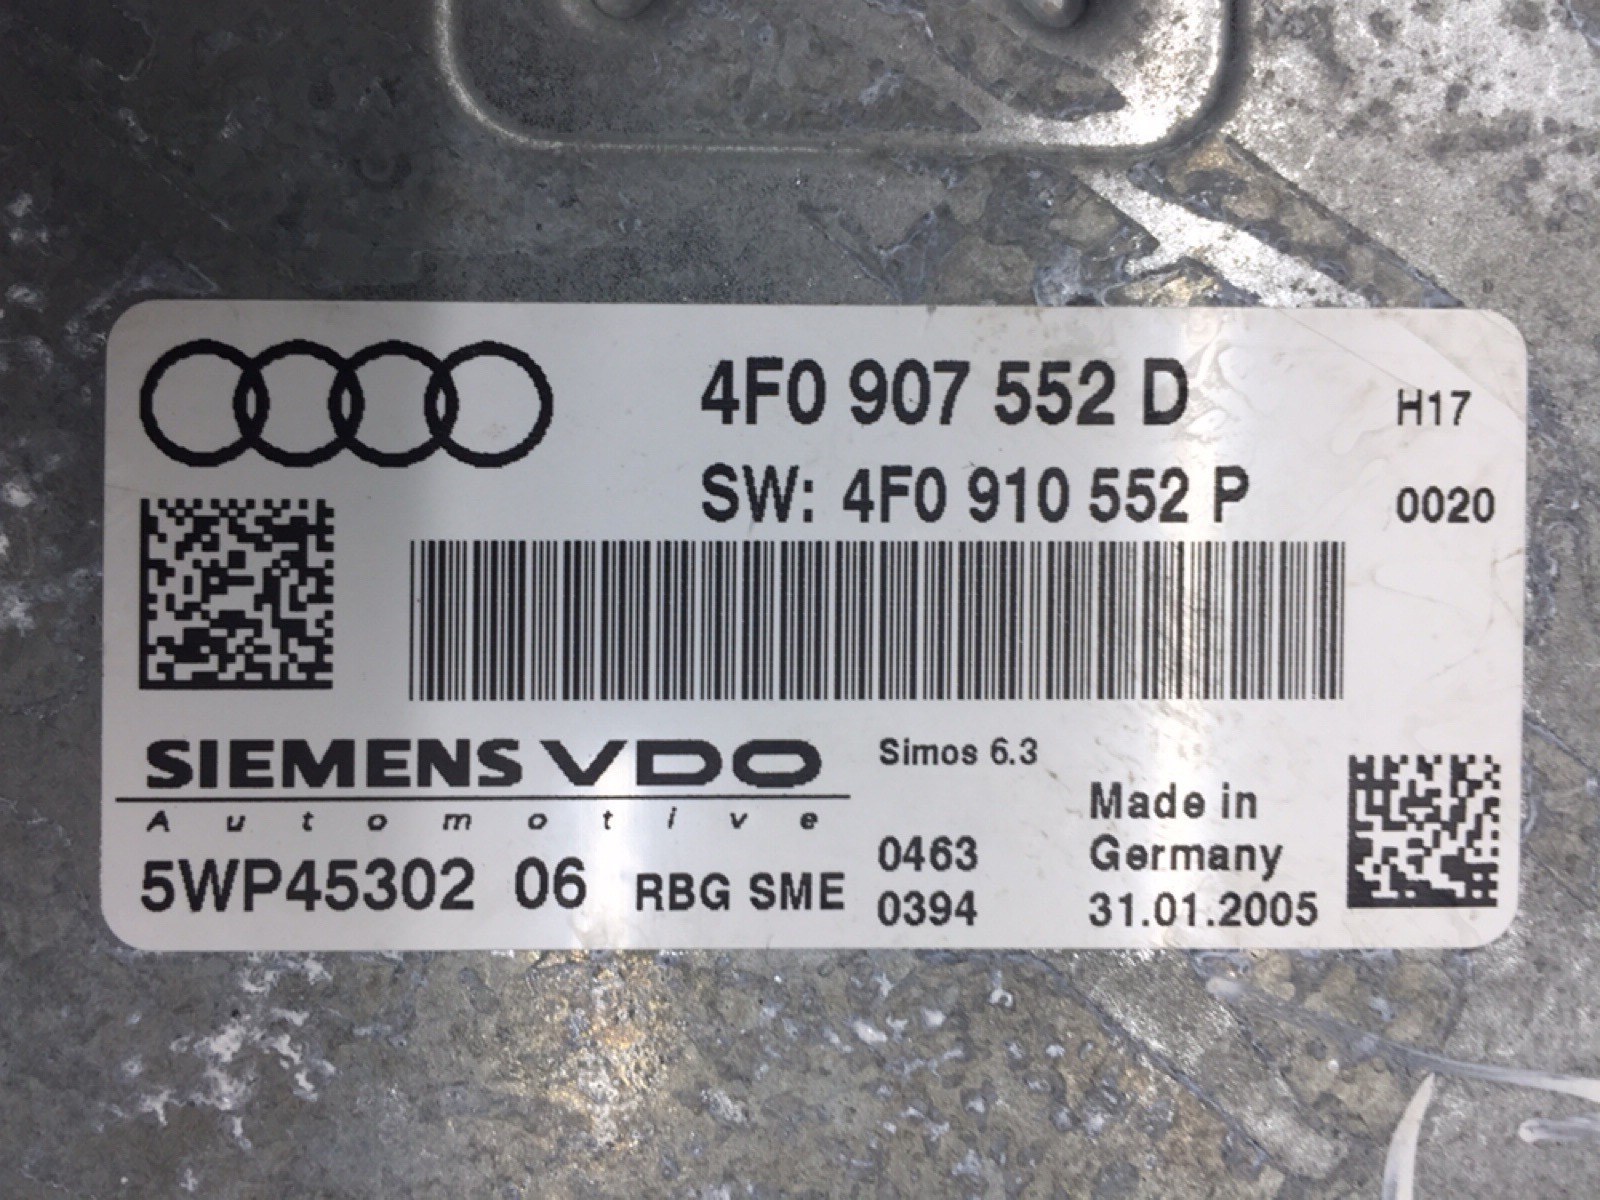 4F0 907 552 D H17
SW: 4F0 910 552 P 0020
SIEMENS VDO
Automotive
Simos 6.3
5WP45302 06 RBG SME
0463
0394
Made in
Germany
31.01.2005